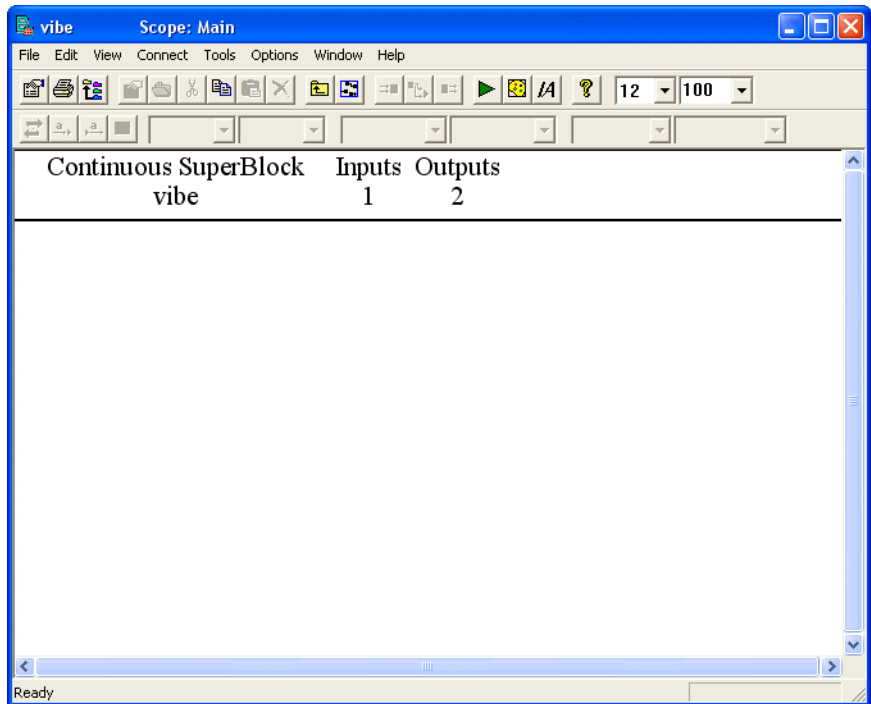 vibe Scope: Main
File Edit View Connect Tools Options Window Help
IA ? 12 100
a a
Continuous SuperBlock Inputs Outputs
vibe 1 2
Ready